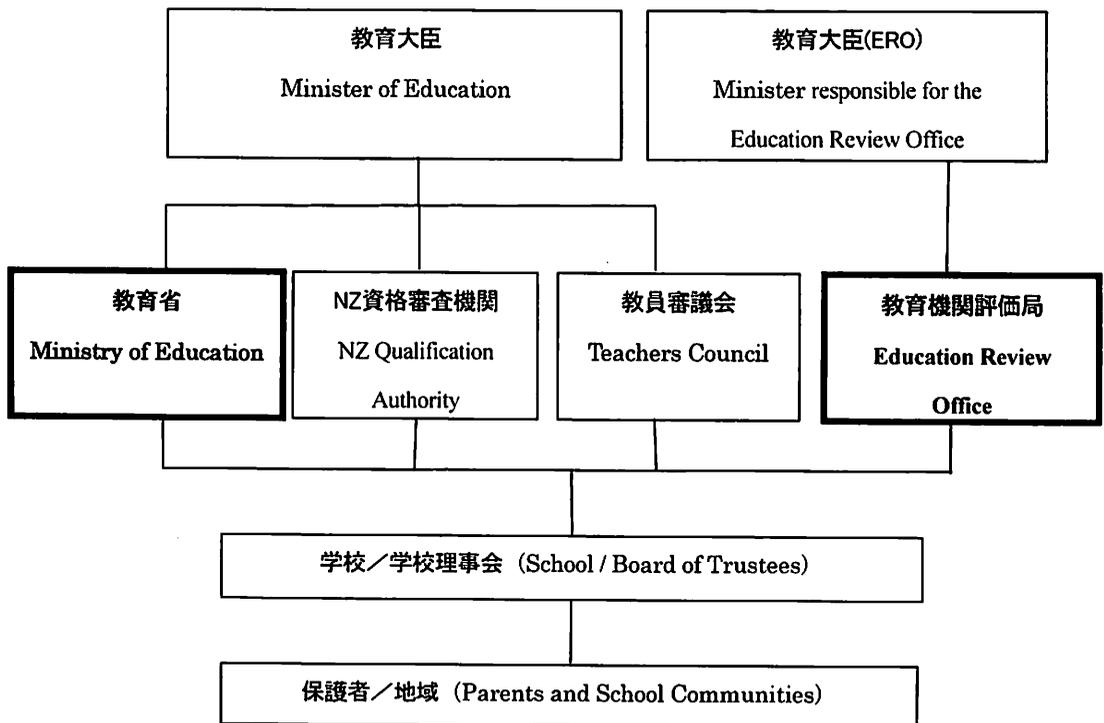 教育大臣
Minister of Education
教育大臣(ERO)
Minister responsible for the
Education Review Office
教育省
Ministry of Education
NZ資格審査機関
NZ Qualification
Authority
教員審議会
Teachers Council
教育機関評価局
Education Review
Office
学校／学校理事会（School / Board of Trustees）
保護者／地域（Parents and School Communities）